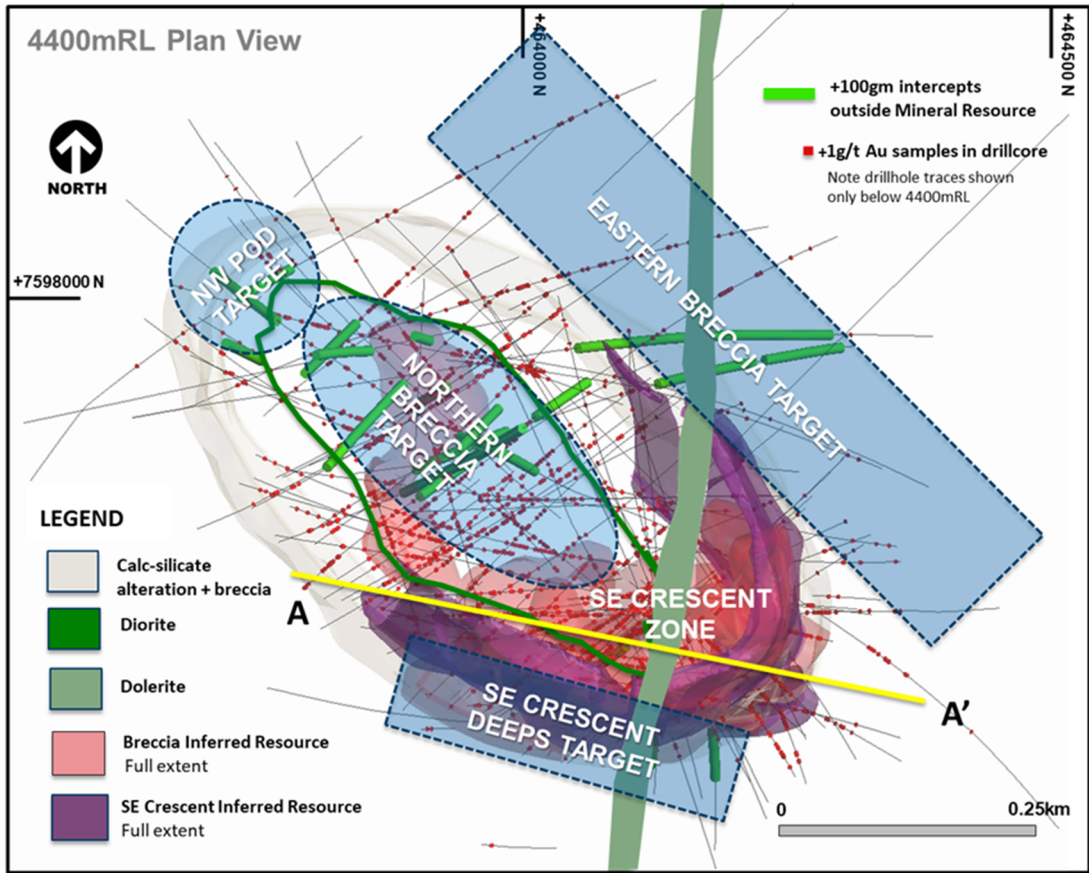 4400mRL Plan View
+464000 N
+464500 N
+100gm intercepts
outside Mineral Resource
+1g/t Au samples in drillcore
Note drillhole traces shown
only below 4400mRL
NORTH
+7598000 N
NW POD
TARGET
EASTERN BRECCIA TARGET
NORTHERN
BRECCIA
TARGET
LEGEND
Calc-silicate
alteration + breccia
Diorite
Dolerite
Breccia Inferred Resource
Full extent
SE Crescent Inferred Resource
Full extent
A
SE CRESCENT
ZONE
A'
SE CRESCENT
DEEPS TARGET
0
0.25km